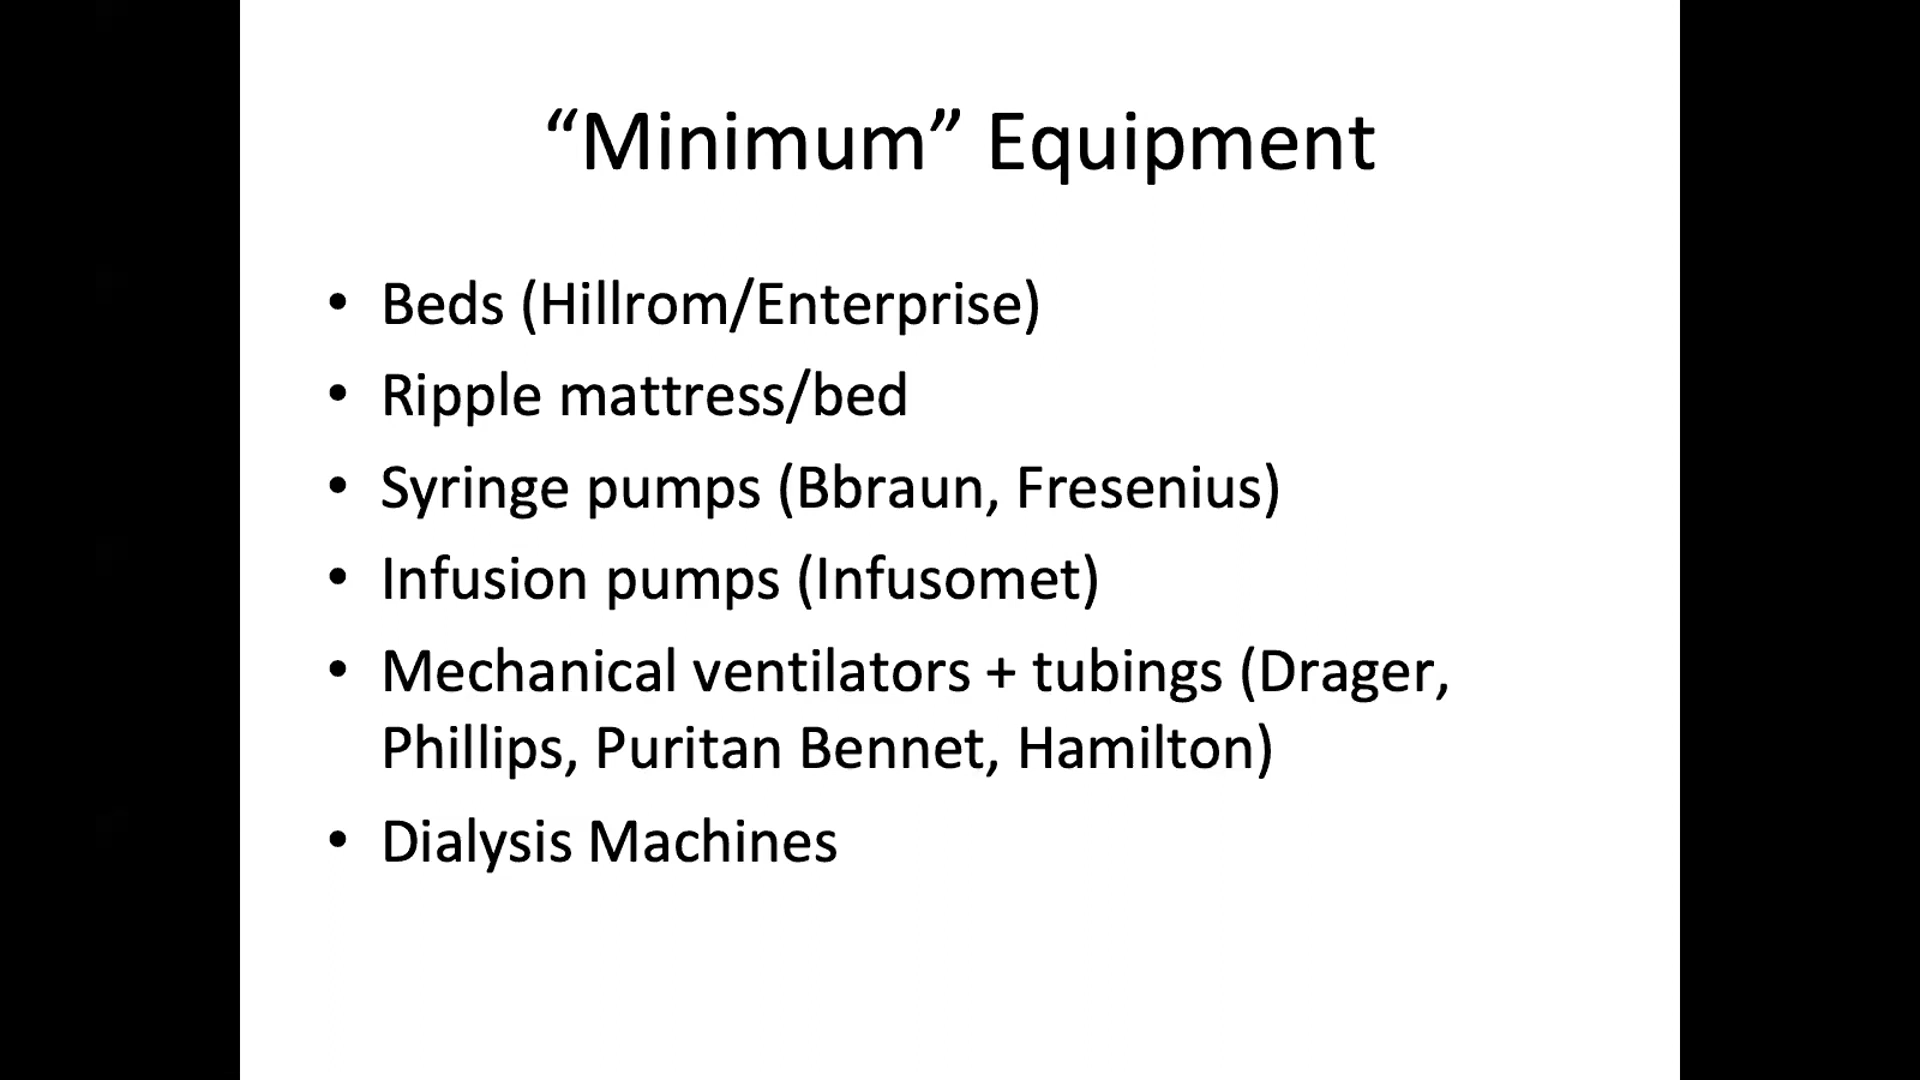 “Minimum” Equipment
• Beds (Hillrom/Enterprise)
• Ripple mattress/bed
• Syringe pumps (Bbraun, Fresenius)
• Infusion pumps (Infusomet)
• Mechanical ventilators + tubings (Drager,
Phillips, Puritan Bennet, Hamilton)
• Dialysis Machines